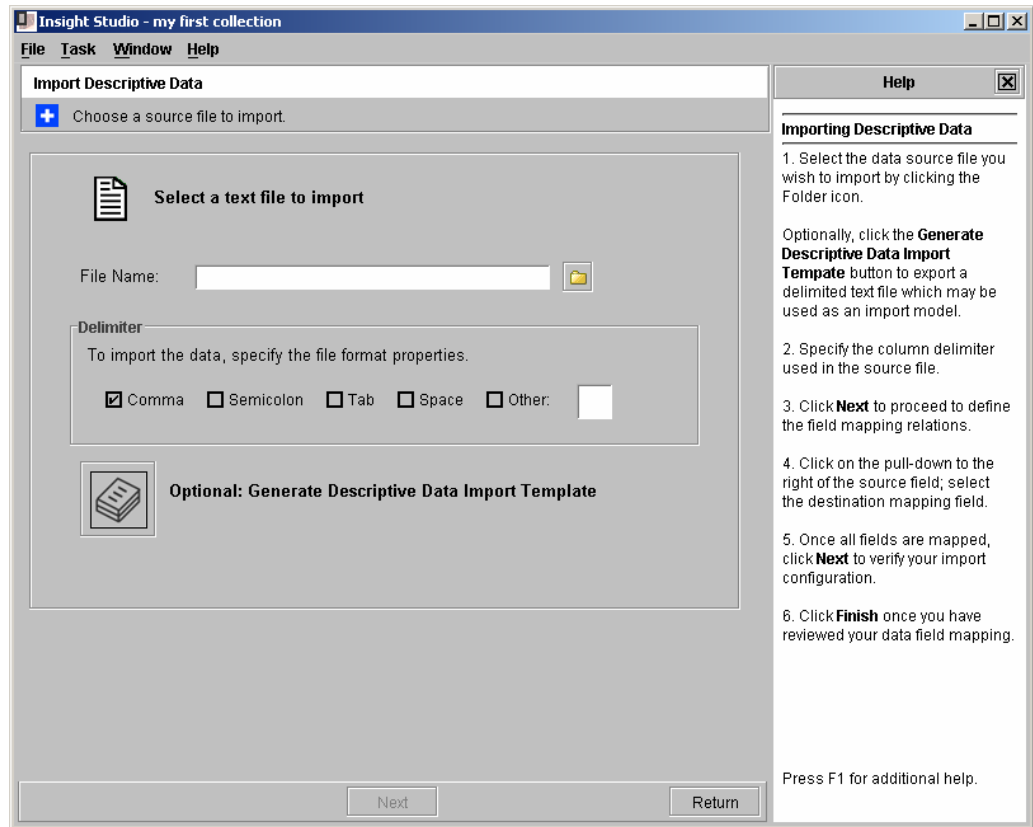 Insight Studio - my first collection
File Task Window Help
Import Descriptive Data
Choose a source file to import.
Select a text file to import
File Name:
Delimiter
To import the data, specify the file format properties.
Comma Semicolon Tab Space Other:
Optional: Generate Descriptive Data Import Template
Next Return
Help
Importing Descriptive Data
1. Select the data source file you
wish to import by clicking the
Folder icon.
Optionally, click the Generate
Descriptive Data Import
Tempate button to export a
delimited text file which may be
used as an import model.
2. Specify the column delimiter
used in the source file.
3. Click Next to proceed to define
the field mapping relations.
4. Click on the pull-down to the
right of the source field; select
the destination mapping field.
5. Once all fields are mapped,
click Next to verify your import
configuration.
6. Click Finish once you have
reviewed your data field mapping.
Press F1 for additional help.